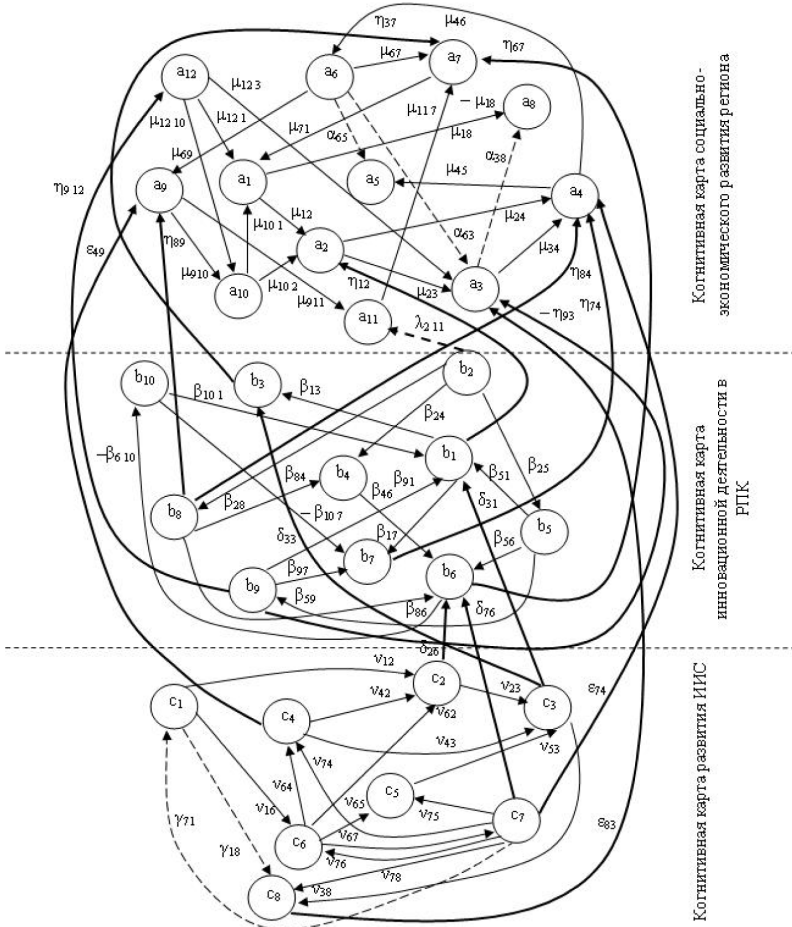 η37
μ46
a7
μ67
η67
a6
a12
μ12 3
− μ18
a8
μ11 7
μ12 10
μ12 1
μ71
μ18
α65
μ69
α38
η9 12
a9
a1
a5
μ45
a4
ε49
η89
μ10 1
μ12
μ24
a2
α63
μ34
μ910
μ10 2
η12
η84
a10
μ911
μ23
a3
η74
a11
λ2 11
− η93
Когнитивная карта социально-
экономического развития региона
b10
b3
b2
β10 1
β13
β24
−β6 10
b1
β84
b4
β91
β51
β25
β46
b8
β28
δ31
− β10 7
b5
δ33
β17
b7
β56
b9
β97
b6
β59
β86
δ76
Когнитивная карта
инновационной деятельности в
РПК
δ26
ν12
c2
c1
ν42
ν23
ε74
c4
ν62
c3
ν43
ν53
ν74
ν64
c5
ν16
ν65
c7
γ71
ν67
ν75
ε83
c6
γ18
ν76
ν78
c8
ν38
Когнитивная карта развития ИИС